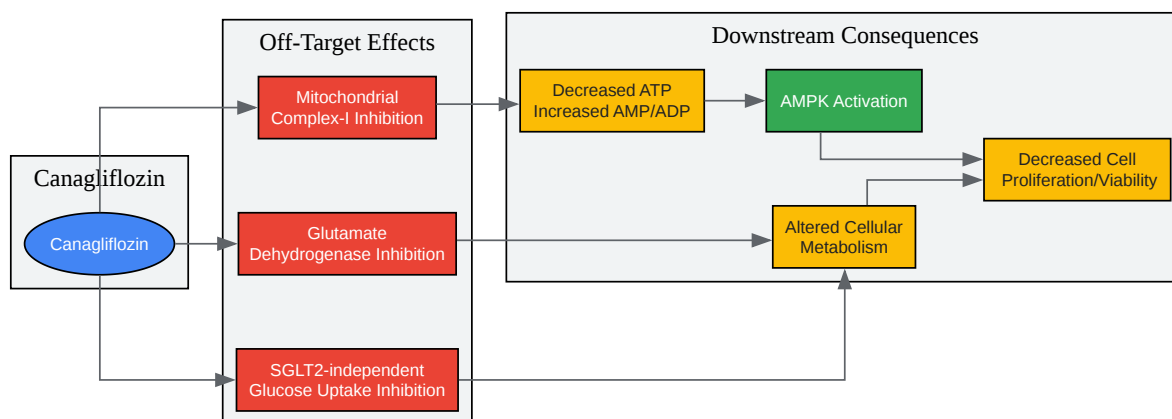 Off-Target Effects
Downstream Consequences
Mitochondrial
Complex-I Inhibition
Decreased ATP
Increased AMP/ADP
AMPK Activation
Canagliflozin
Decreased Cell
Proliferation/Viability
Canagliflozin
Glutamate
Dehydrogenase Inhibition
Altered Cellular
Metabolism
SGLT2-independent
Glucose Uptake Inhibition